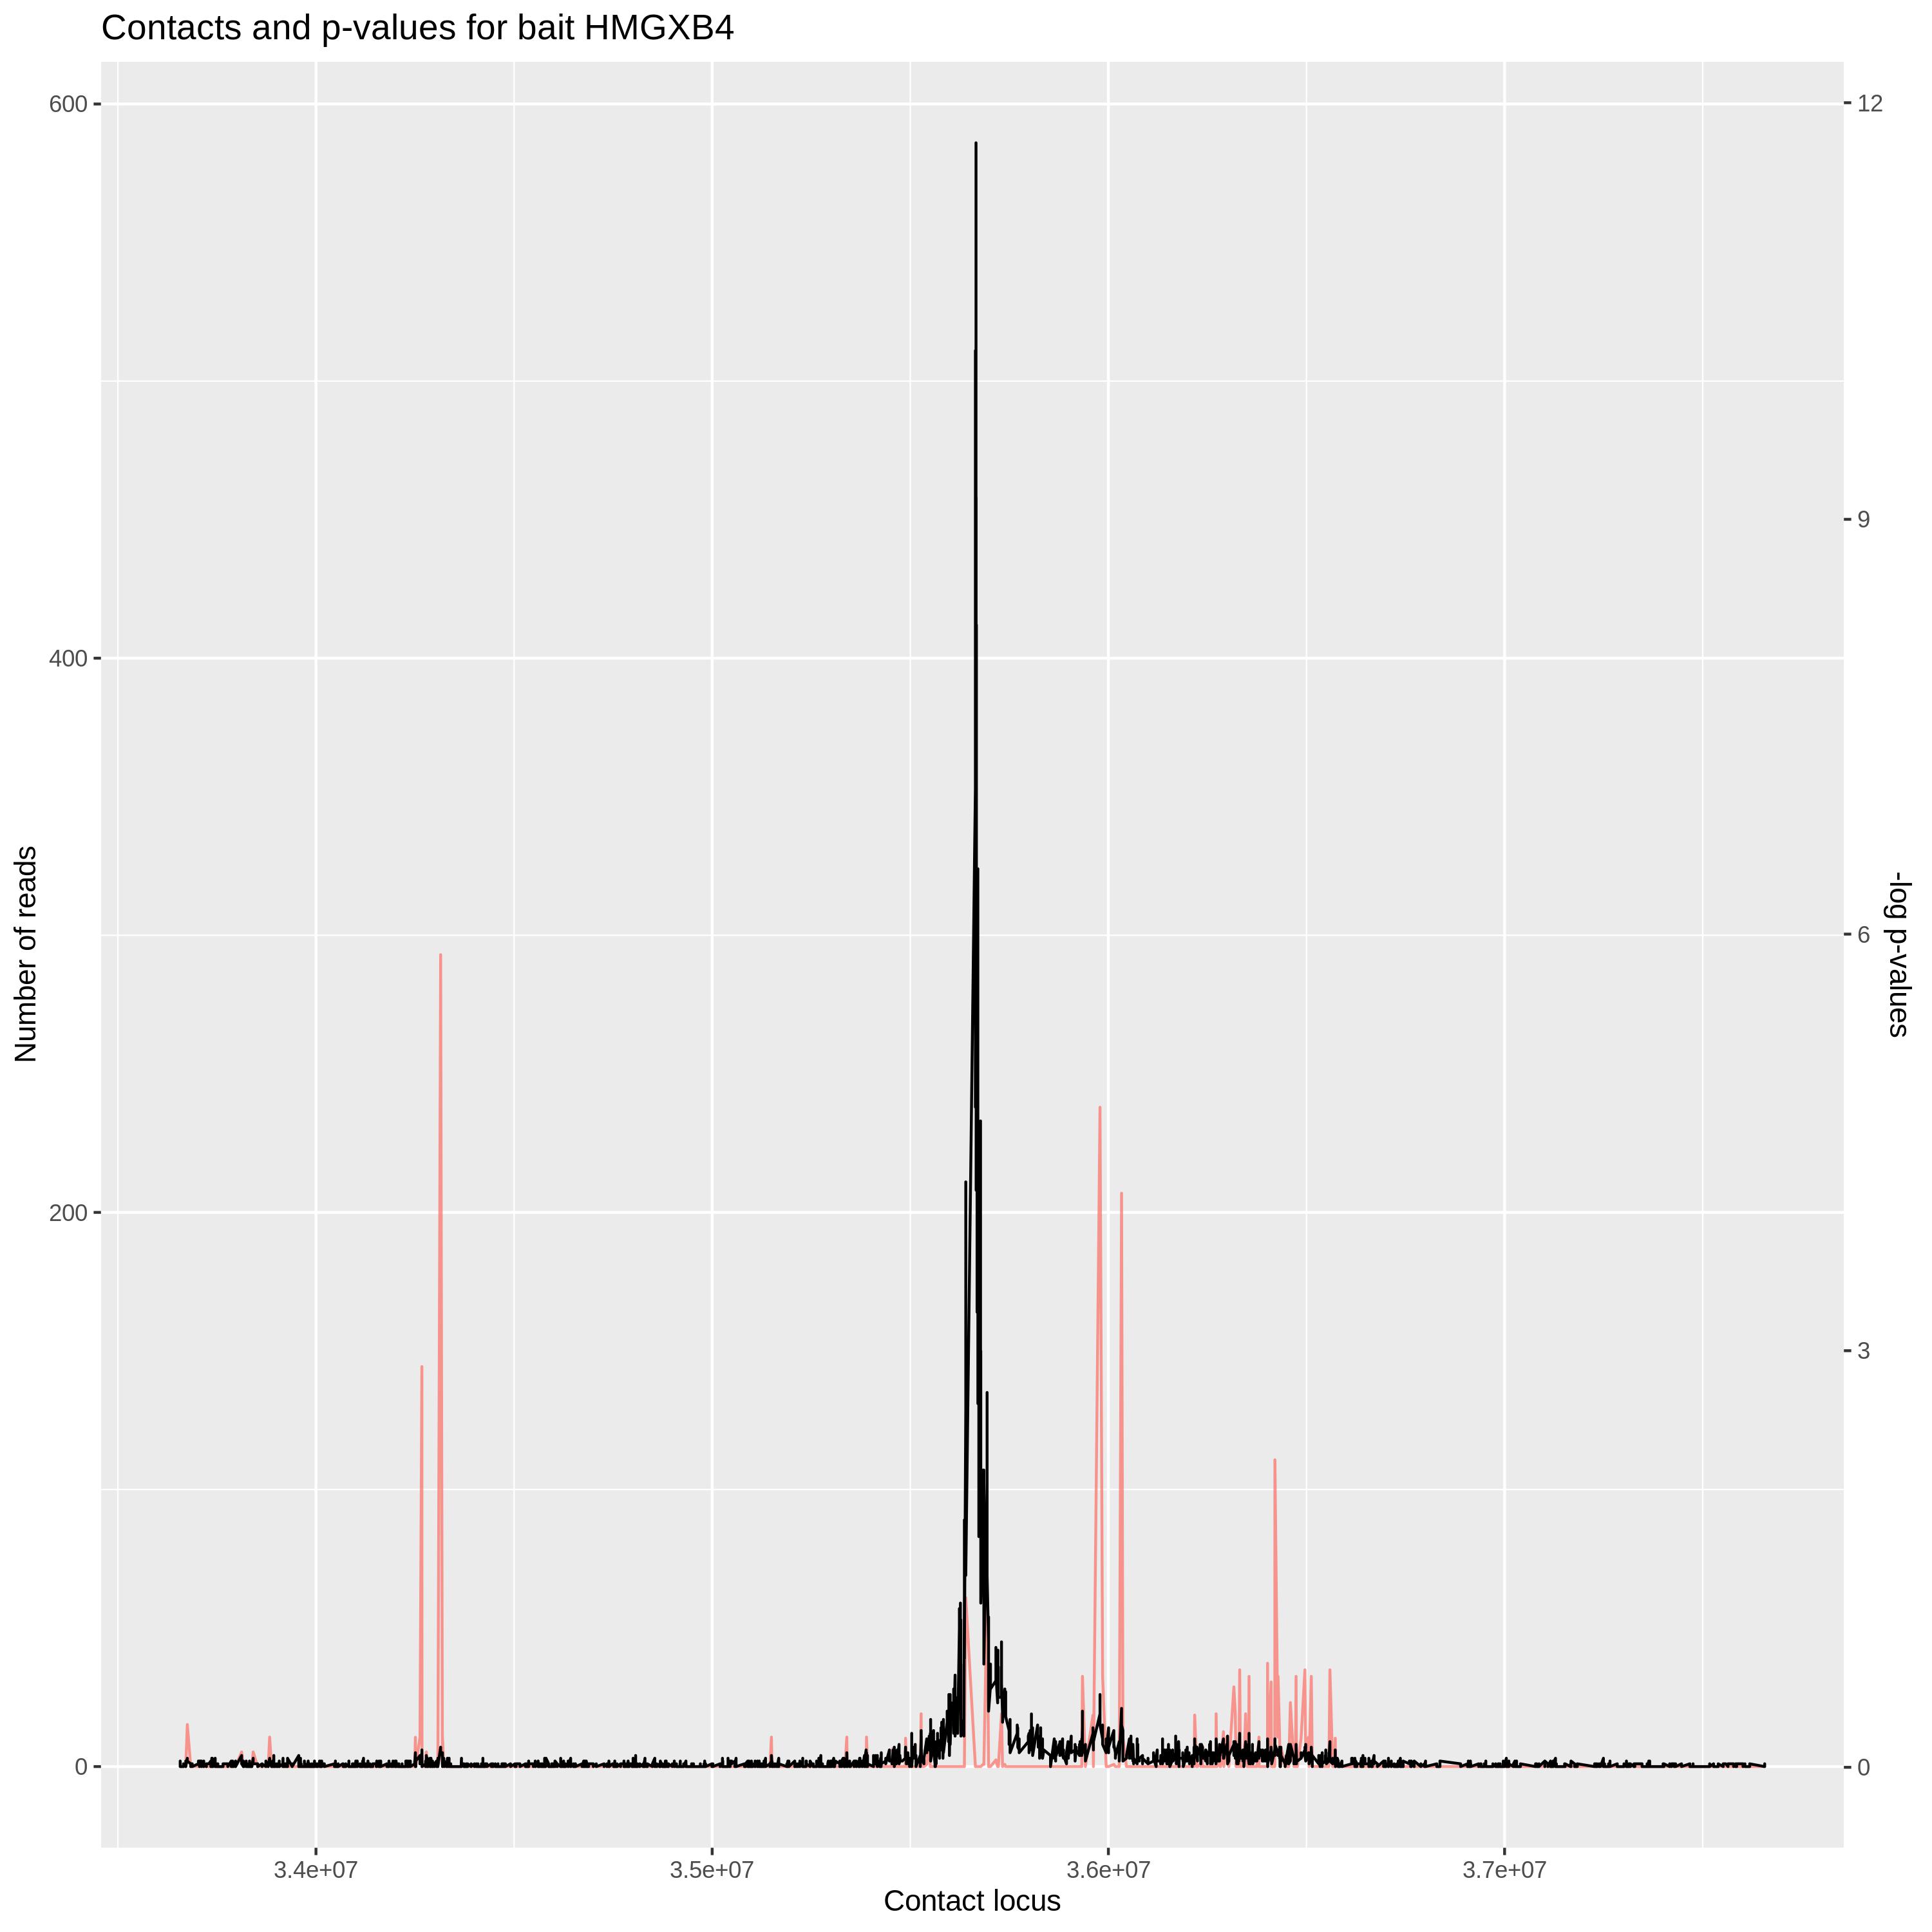 Contacts and p-values for bait HMGXB4
600
400
200
0
Number of reads
12
9
6
3
0
-log p-values
3.4e+07 3.5e+07 3.6e+07 3.7e+07
Contact locus